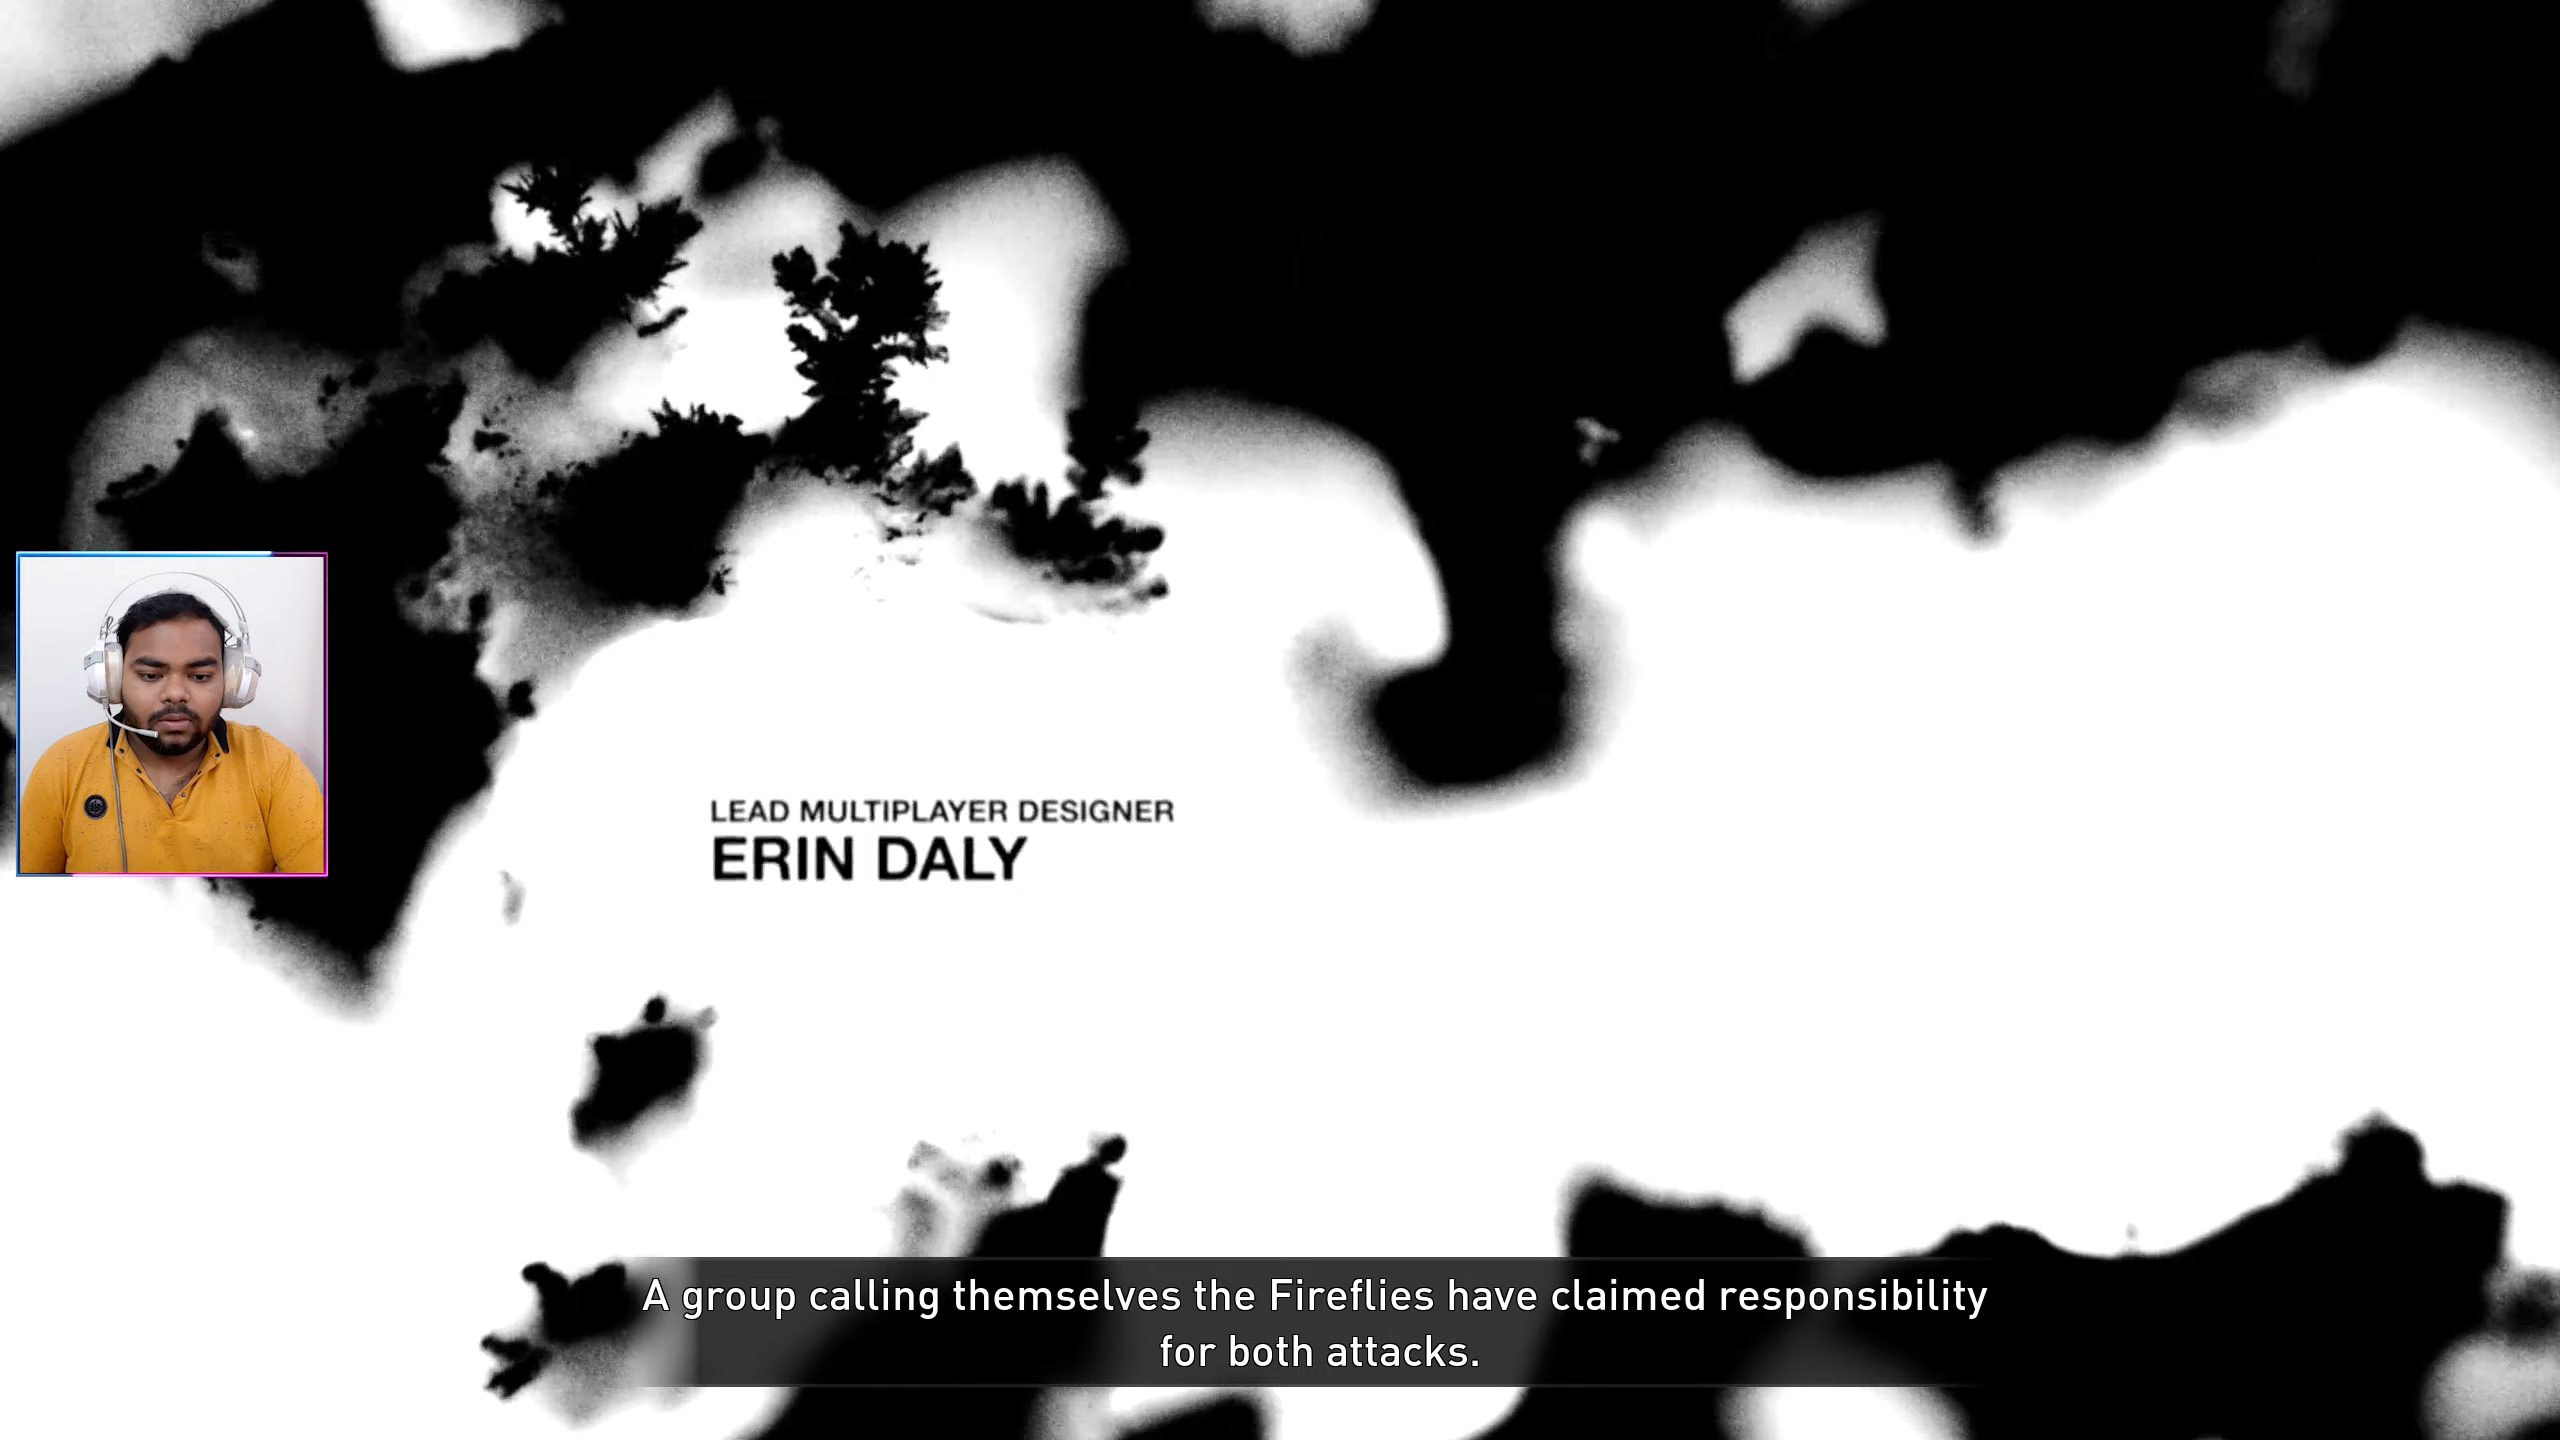 LEAD MULTIPLAYER DESIGNER
ERIN DALY
A group calling themselves the Fireflies have claimed responsibility
for both attacks.